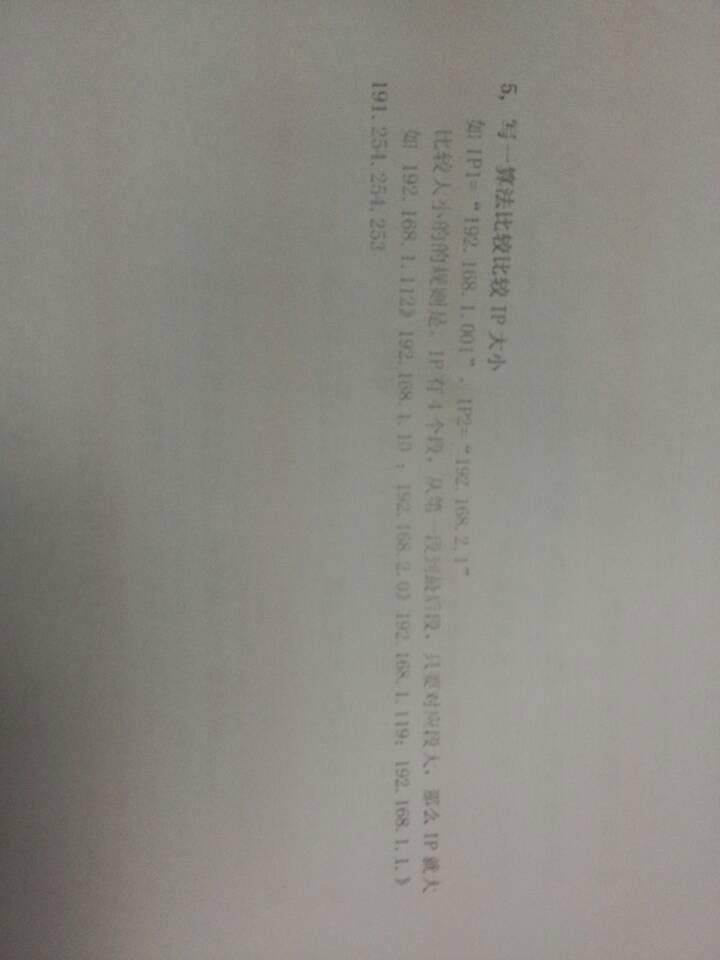 5, 写一算法比较比较 IP 大小
如 IP1=“192.168.1.001”, IP2=“192.168.2.1”
比较大小的的规则是, IP 有 4 个段, 从第一段到最后段, 只要对应段大, 那么 IP 就大
如 192.168.1.112》192.168.1.10 ; 192.168.2.0》192.168.1.119; 192.168.1.1.》
191.254.254.253